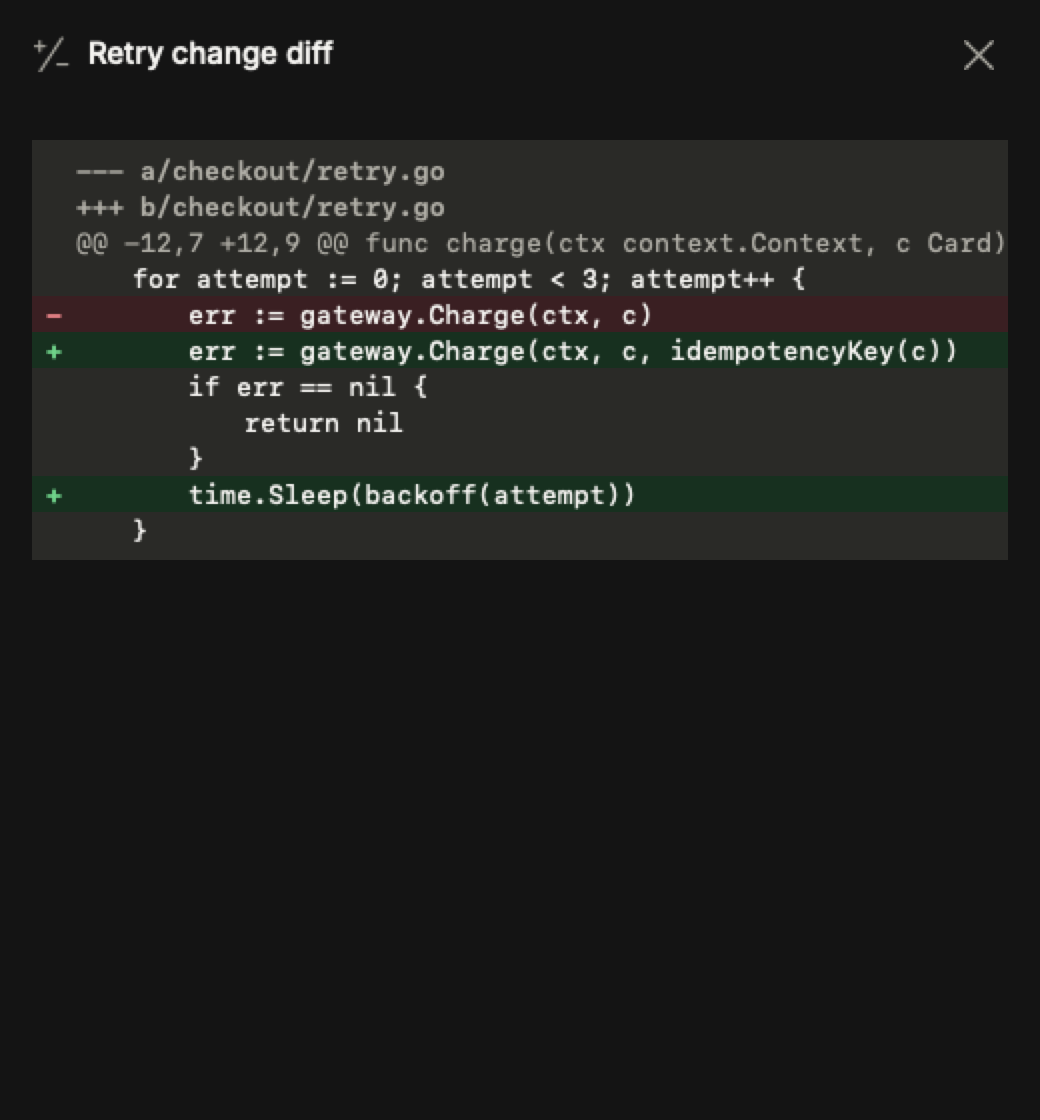 Retry change diff
--- a/checkout/retry.go
+++ b/checkout/retry.go
@@ -12,7 +12,9 @@ func charge(ctx context.Context, c Card)
    for attempt := 0; attempt < 3; attempt++ {
-        err := gateway.Charge(ctx, c)
+        err := gateway.Charge(ctx, c, idempotencyKey(c))
        if err == nil {
            return nil
        }
+        time.Sleep(backoff(attempt))
    }